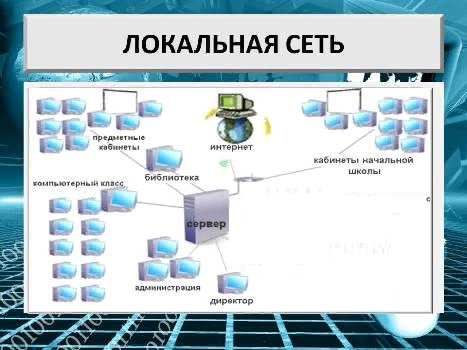 ЛОКАЛЬНАЯ СЕТЬ
предметные
кабинеты
интернет
кабинеты начальной
школы
библиотека
компьютерный класс
сервер
администрация
директор
с